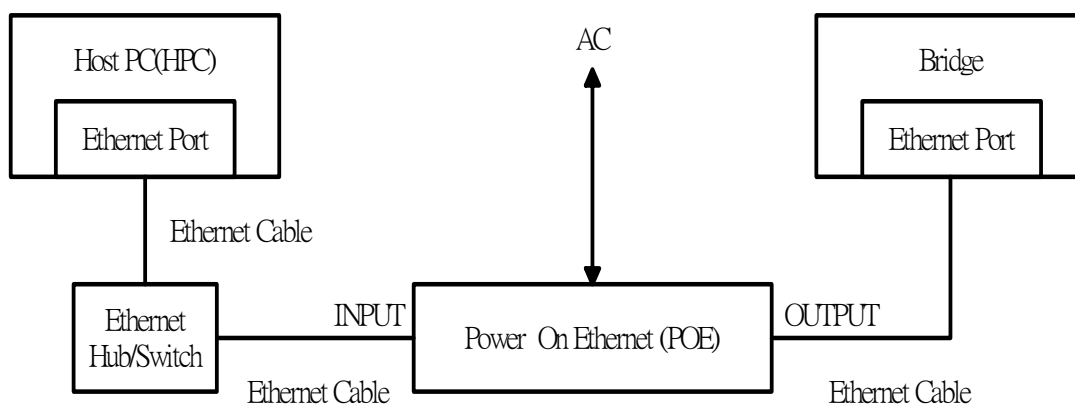 Host PC(HPC)
Ethernet Port
AC
Bridge
Ethernet Port
Ethernet Cable
Ethernet
Hub/Switch
INPUT
Power On Ethernet (POE)
OUTPUT
Ethernet Cable
Ethernet Cable